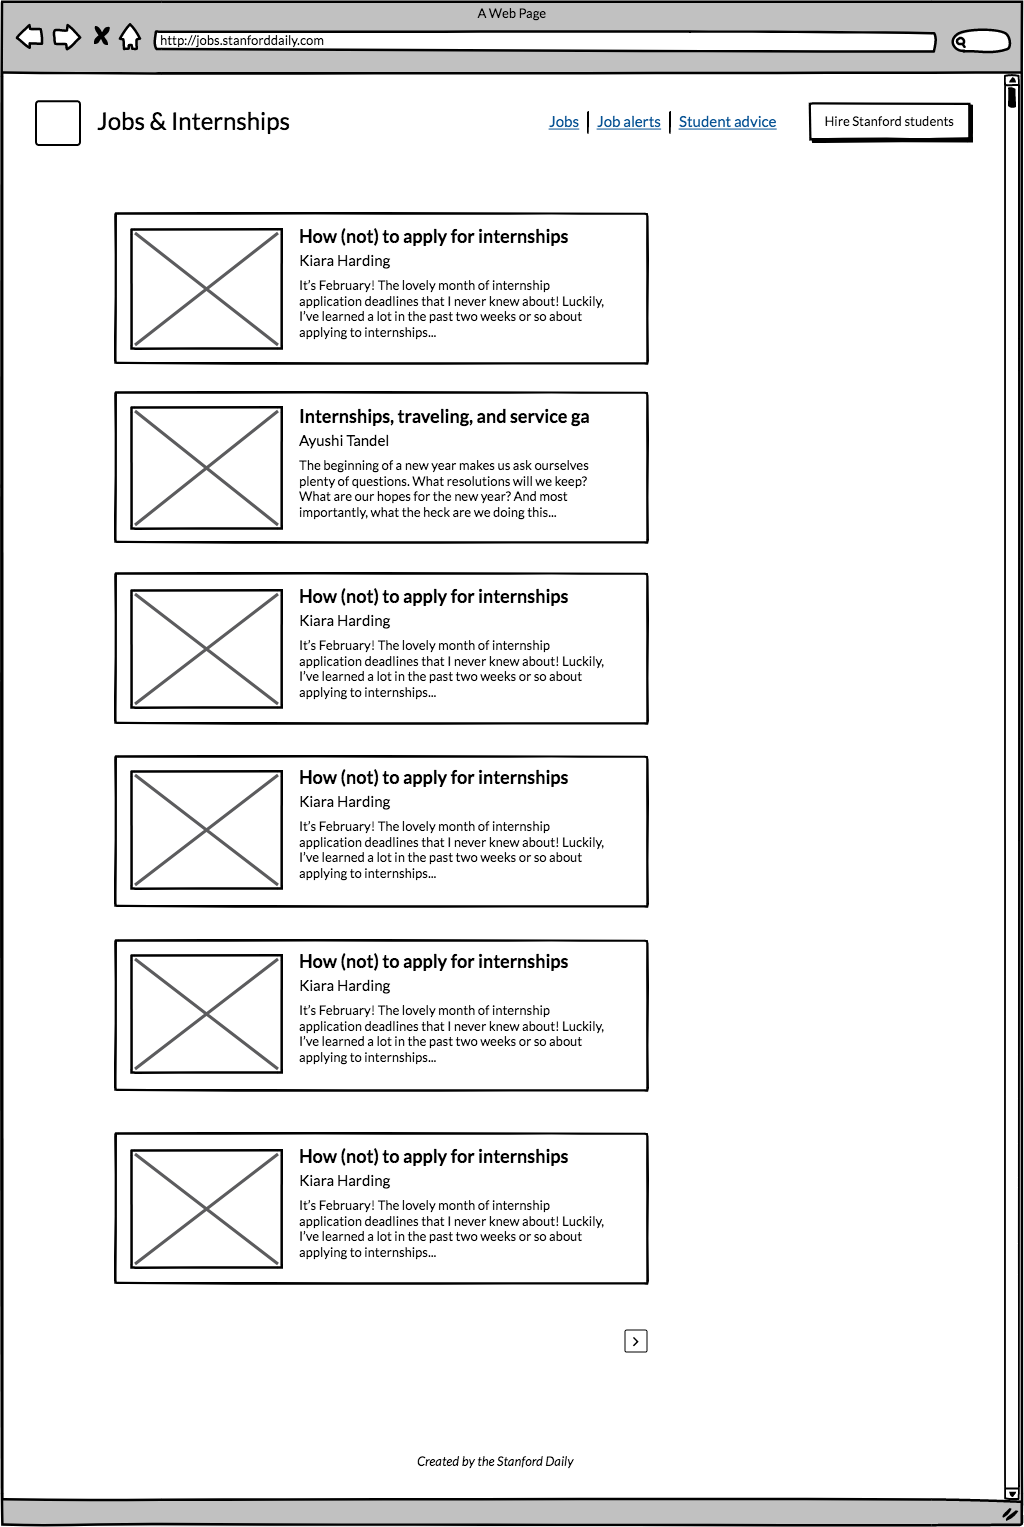 A Web Page
http://jobs.stanforddaily.com
Jobs & Internships
Jobs
Job alerts
Student advice
Hire Stanford students
How (not) to apply for internships
Kiara Harding
It's February! The lovely month of internship
application deadlines that I never knew about! Luckily,
I've learned a lot in the past two weeks or so about
applying to internships...
Internships, traveling, and service ga
Ayushi Tandel
The beginning of a new year makes us ask ourselves
plenty of questions. What resolutions will we keep?
What are our hopes for the new year? And most
importantly, what the heck are we doing this...
How (not) to apply for internships
Kiara Harding
It's February! The lovely month of internship
application deadlines that I never knew about! Luckily,
I've learned a lot in the past two weeks or so about
applying to internships...
How (not) to apply for internships
Kiara Harding
It's February! The lovely month of internship
application deadlines that I never knew about! Luckily,
I've learned a lot in the past two weeks or so about
applying to internships...
How (not) to apply for internships
Kiara Harding
It's February! The lovely month of internship
application deadlines that I never knew about! Luckily,
I've learned a lot in the past two weeks or so about
applying to internships...
How (not) to apply for internships
Kiara Harding
It's February! The lovely month of internship
application deadlines that I never knew about! Luckily,
I've learned a lot in the past two weeks or so about
applying to internships...
Created by the Stanford Daily